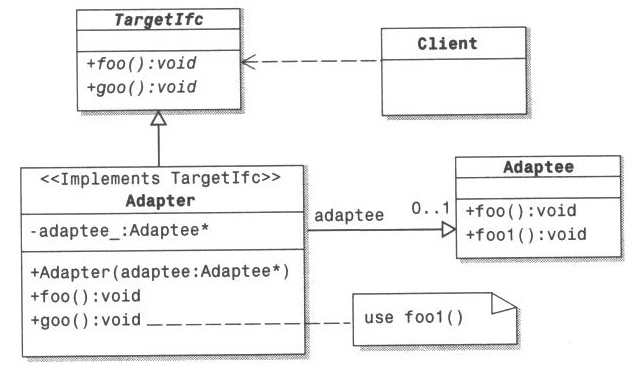 TargetIfc
+foo():void
+goo():void
Client
<<Implements TargetIfc>>
Adapter
-adaptee_:Adaptee*
+Adapter(adaptee:Adaptee*)
+foo():void
+goo():void
adaptee
0..1
Adaptee
+foo():void
+foo1():void
use foo1()